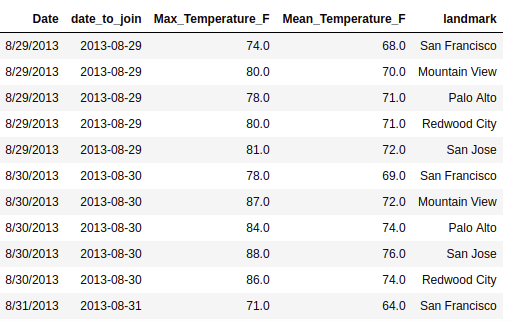 Date date_to_join Max_Temperature_F Mean_Temperature_F landmark
8/29/2013 2013-08-29 74.0 68.0 San Francisco
8/29/2013 2013-08-29 80.0 70.0 Mountain View
8/29/2013 2013-08-29 78.0 71.0 Palo Alto
8/29/2013 2013-08-29 80.0 71.0 Redwood City
8/29/2013 2013-08-29 81.0 72.0 San Jose
8/30/2013 2013-08-30 78.0 69.0 San Francisco
8/30/2013 2013-08-30 87.0 72.0 Mountain View
8/30/2013 2013-08-30 84.0 74.0 Palo Alto
8/30/2013 2013-08-30 88.0 76.0 San Jose
8/30/2013 2013-08-30 86.0 74.0 Redwood City
8/31/2013 2013-08-31 71.0 64.0 San Francisco